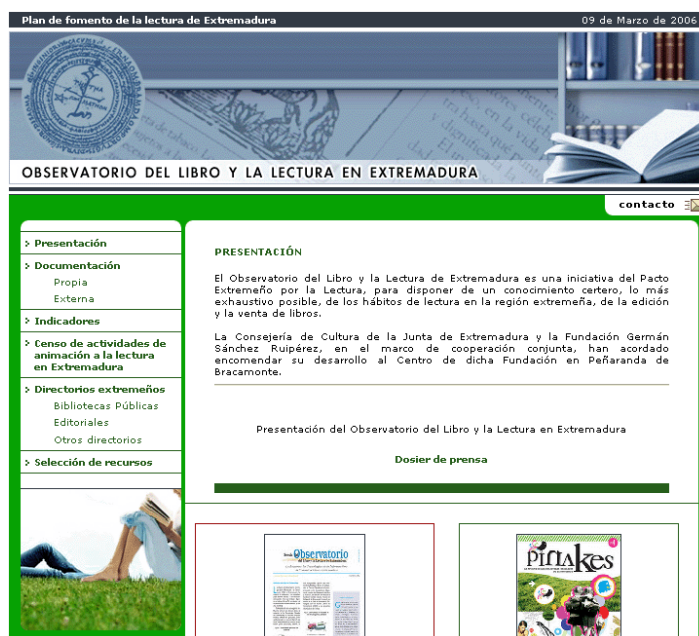 Plan de fomento de la lectura de Extremadura
09 de Marzo de 2006
OBSERVATORIO DEL LIBRO Y LA LECTURA EN EXTREMADURA
contacto
Presentación
Documentación
Propia
Externa
Indicadores
Censo de actividades de
animación a la lectura
en Extremadura
Directorios extremeños
Bibliotecas Públicas
Editoriales
Otros directorios
Selección de recursos
PRESENTACIÓN
El Observatorio del Libro y la Lectura de Extremadura es una iniciativa del Pacto
Extremeño por la Lectura, para disponer de un conocimiento certero, lo más
exhaustivo posible, de los hábitos de lectura en la región extremeña, de la edición
y la venta de libros.
La Consejería de Cultura de la Junta de Extremadura y la Fundación Germán
Sánchez Ruipérez, en el marco de cooperación conjunta, han acordado
encomendar su desarrollo al Centro de dicha Fundación en Peñaranda de
Bracamonte.
Presentación del Observatorio del Libro y la Lectura en Extremadura
Dosier de prensa
Observatorio